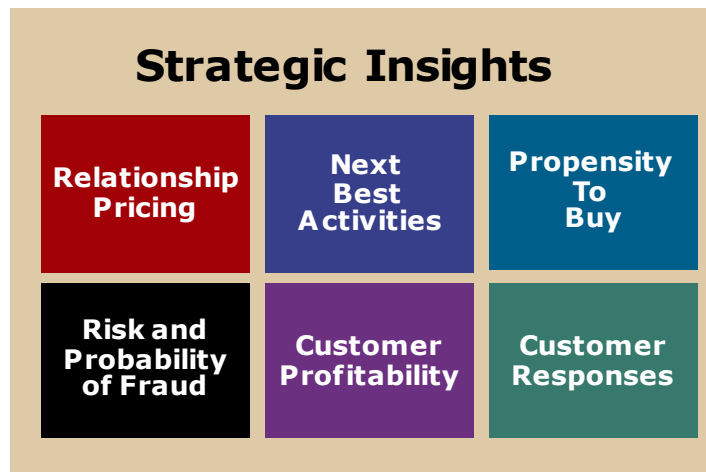 Strategic Insights
Relationship
Pricing
Next
Best
Activities
Propensity
To
Buy
Risk and
Probability
of Fraud
Customer
Profitability
Customer
Responses